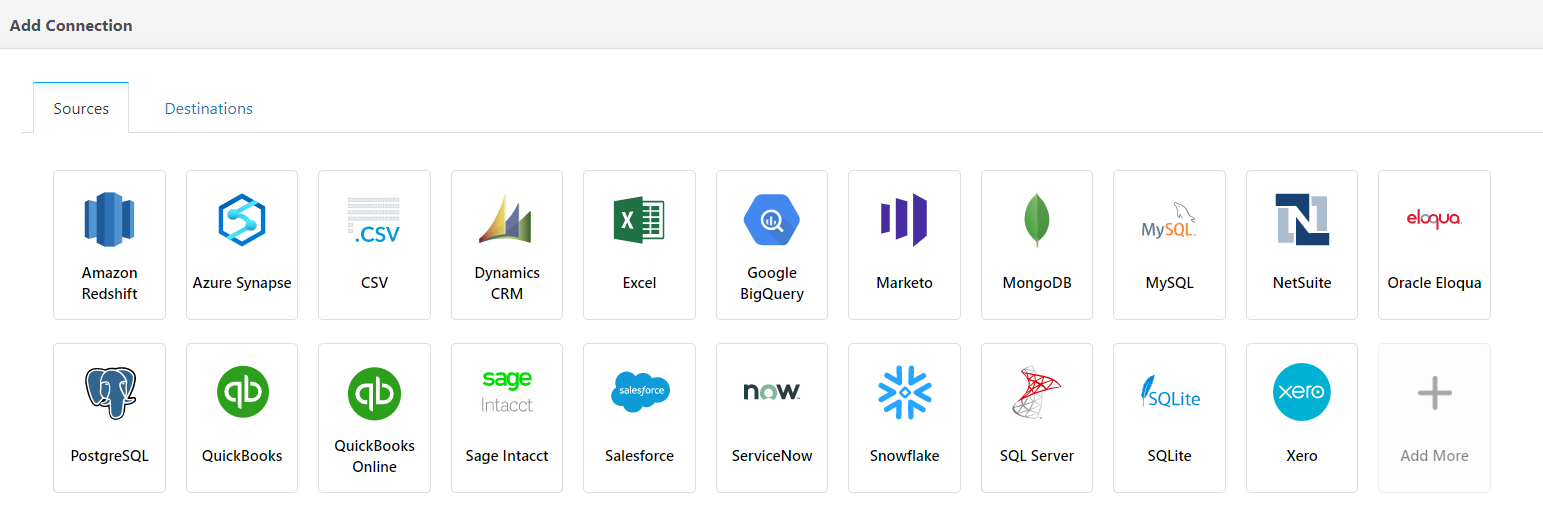 Add Connection
Sources
Destinations
.CSV
X
MySQL
N
eloqua
Amazon
Redshift
Azure Synapse
CSV
Dynamics
CRM
Excel
Google
BigQuery
Marketo
MongoDB
MySQL
NetSuite
Oracle Eloqua
qb
qb
sage
Intacct
salesforce
now
SQLite
xero
PostgreSQL
QuickBooks
QuickBooks
Online
Sage Intacct
Salesforce
ServiceNow
Snowflake
SQL Server
SQLite
Xero
Add More